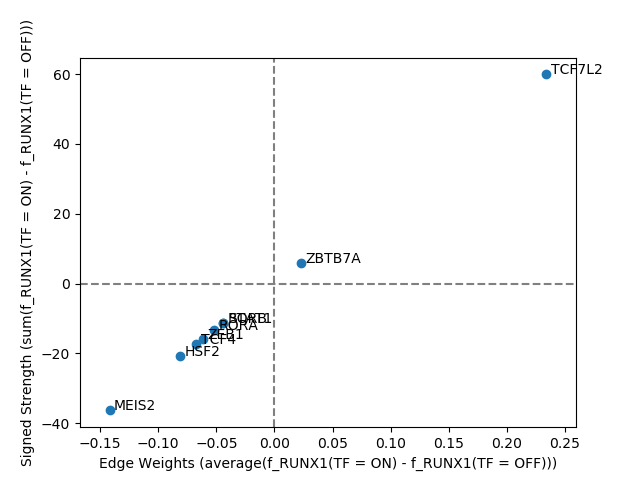 Signed Strength (sum(f_RUNX1(TF = ON) - f_RUNX1(TF = OFF)))
60
40
20
0
−20
−40
TCF7L2
ZBTB7A
RORA
ZEB1
TCF4
HSF2
MEIS2
−0.15 −0.10 −0.05 0.00 0.05 0.10 0.15 0.20 0.25
Edge Weights (average(f_RUNX1(TF = ON) - f_RUNX1(TF = OFF)))